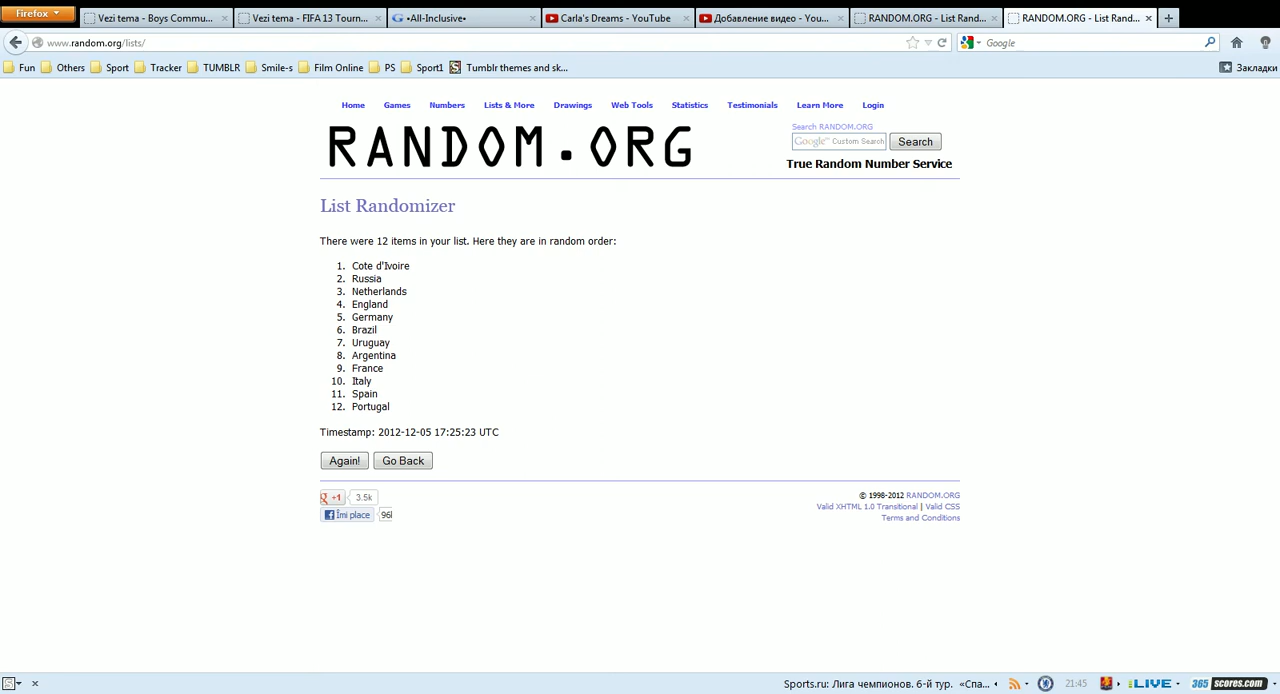 Firefox
Vezi tema - Boys Commu...
Vezi tema - FIFA 13 Tourn...
•All-Inclusive•
Carla's Dreams - YouTube
Добавление видео - You...
RANDOM.ORG - List Rand...
RANDOM.ORG - List Rand...
www.random.org/lists/
Google
Fun
Others
Sport
Tracker
TUMBLR
Smile-s
Film Online
PS
Sport1
Tumblr themes and sk...
Закладки
Home
Games
Numbers
Lists & More
Drawings
Web Tools
Statistics
Testimonials
Learn More
Login
RANDOM.ORG
Search RANDOM.ORG
Google™ Custom Search
Search
True Random Number Service
List Randomizer
There were 12 items in your list. Here they are in random order:
1. Cote d'Ivoire
2. Russia
3. Netherlands
4. England
5. Germany
6. Brazil
7. Uruguay
8. Argentina
9. France
10. Italy
11. Spain
12. Portugal
Timestamp: 2012-12-05 17:25:23 UTC
Again!
Go Back
+1
3.5k
Îmi place
© 1998-2012 RANDOM.ORG
Valid XHTML 1.0 Transitional | Valid CSS
Terms and Conditions
Sports.ru: Лига чемпионов. 6-й тур. «Спа...
21:45
LIVE
365 scores.com